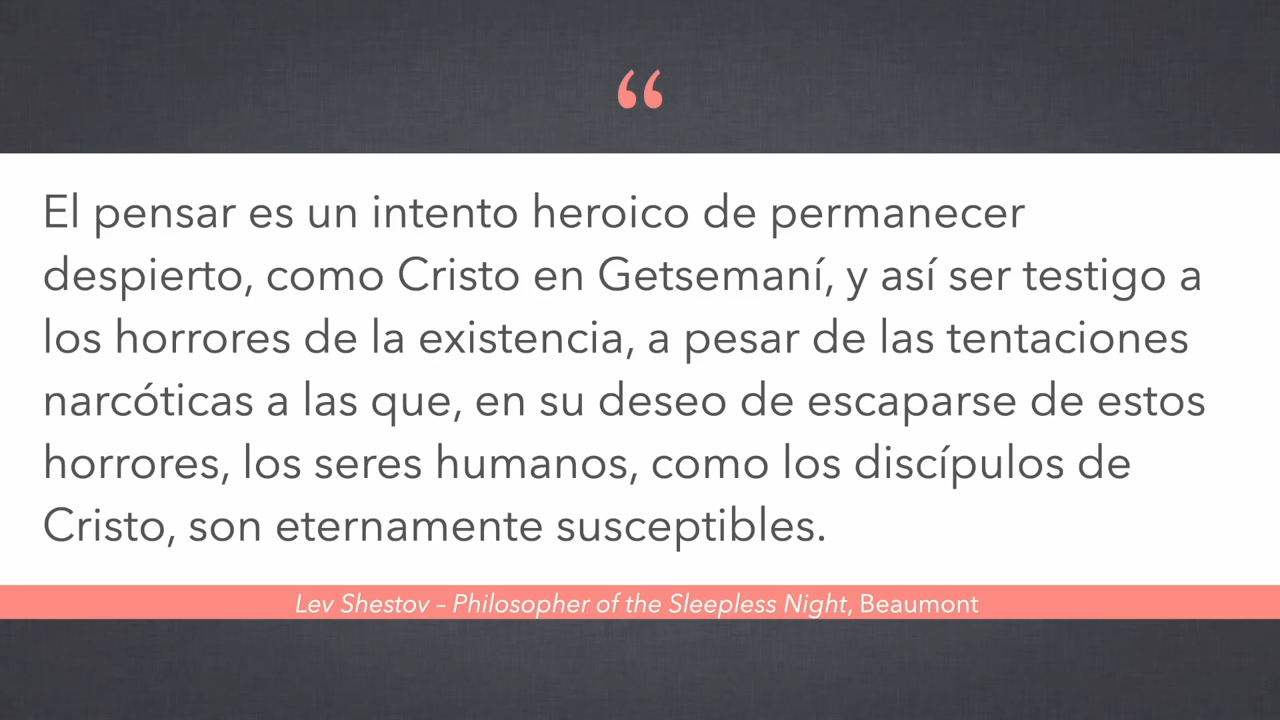 “
El pensar es un intento heroico de permanecer
despierto, como Cristo en Getsemaní, y así ser testigo a
los horrores de la existencia, a pesar de las tentaciones
narcóticas a las que, en su deseo de escaparse de estos
horrores, los seres humanos, como los discípulos de
Cristo, son eternamente susceptibles.
Lev Shestov – Philosopher of the Sleepless Night, Beaumont